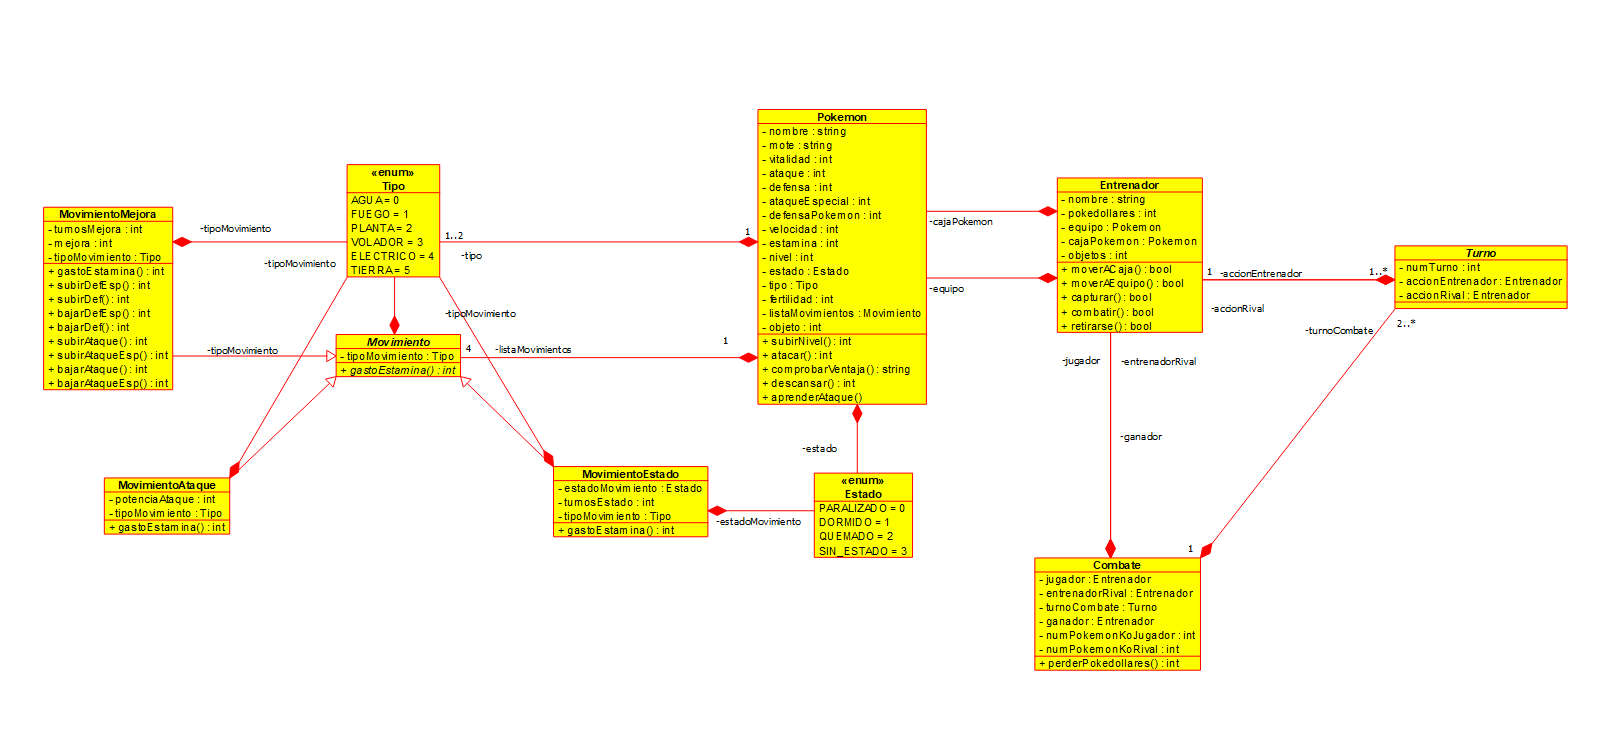 MovimientoMejora
- turnosMejora : int
- mejora : int
- tipoMovimiento : Tipo
+ gastoEstamina() : int
+ subirDefEsp() : int
+ subirDef() : int
+ bajarDefEsp() : int
+ bajarDef() : int
+ subirAtaque() : int
+ subirAtaqueEsp() : int
+ bajarAtaque() : int
+ bajarAtaqueEsp() : int
-tipoMovimiento
-tipoMovimiento
-tipoMovimiento
«enum»
Tipo
AGUA = 0
FUEGO = 1
PLANTA = 2
VOLADOR = 3
ELECTRICO = 4
TIERRA = 5
1..2
-tipo
1
-tipoMovimiento
Movimiento
- tipoMovimiento : Tipo
+ gastoEstamina() : int
4
-listaMovimientos
1
MovimientoAtaque
- potenciaAtaque : int
- tipoMovimiento : Tipo
+ gastoEstamina() : int
MovimientoEstado
- estadoMovimiento : Estado
- turnosEstado : int
- tipoMovimiento : Tipo
+ gastoEstamina() : int
-estadoMovimiento
-estado
«enum»
Estado
PARALIZADO = 0
DORMIDO = 1
QUEMADO = 2
SIN_ESTADO = 3
Pokemon
- nombre : string
- mote : string
- vitalidad : int
- ataque : int
- defensa : int
- ataqueEspecial : int
- defensaPokemon : int
- velocidad : int
- estamina : int
- nivel : int
- estado : Estado
- tipo : Tipo
- fertilidad : int
- listaMovimientos : Movimiento
- objeto : int
+ subirNivel() : int
+ atacar() : int
+ comprobarVentaja() : string
+ descansar() : int
+ aprenderAtaque()
-cajaPokemon
-equipo
Entrenador
- nombre : string
- pokedollares : int
- equipo : Pokemon
- cajaPokemon : Pokemon
- objetos : int
+ moverACaja() : bool
+ moverAEquipo() : bool
+ capturar() : bool
+ combatir() : bool
+ retirarse() : bool
1
-accionEntrenador
1..*
-accionRival
Turno
- numTurno : int
- accionEntrenador : Entrenador
- accionRival : Entrenador
2..*
-turnoCombate
-jugador
-entrenadorRival
-ganador
1
Combate
- jugador : Entrenador
- entrenadorRival : Entrenador
- turnoCombate : Turno
- ganador : Entrenador
- numPokemonKoJugador : int
- numPokemonKoRival : int
+ perderPokedollares() : int